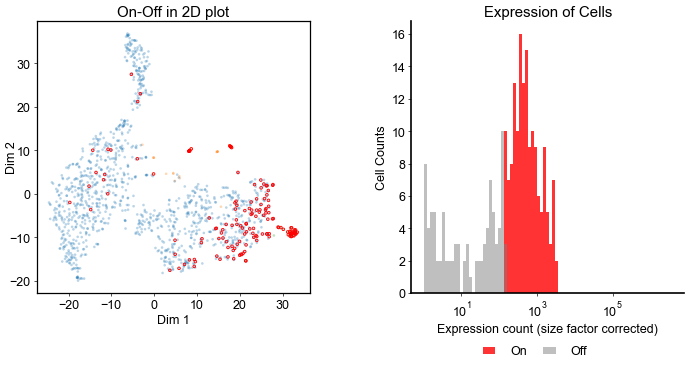 On-Off in 2D plot
Dim 2
30
20
10
0
−10
−20
−20 −10 0 10 20 30
Dim 1
Expression of Cells
Cell Counts
16
14
12
10
8
6
4
2
0
10^1 10^3 10^5
Expression count (size factor corrected)
On Off